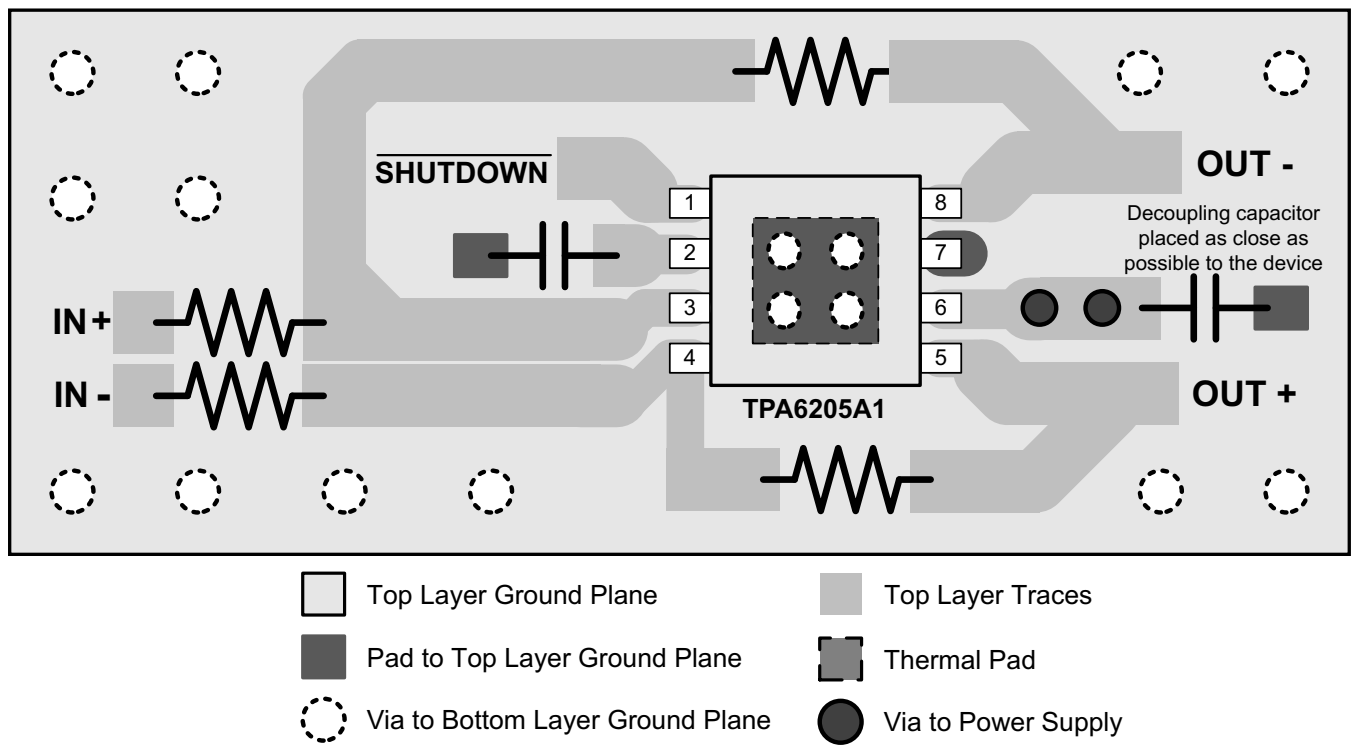 SHUTDOWN
OUT -
1
8
Decoupling capacitor
placed as close as
possible to the device
2
7
IN +
3
6
4
5
IN -
OUT +
TPA6205A1
Top Layer Ground Plane
Top Layer Traces
Pad to Top Layer Ground Plane
Thermal Pad
Via to Bottom Layer Ground Plane
Via to Power Supply